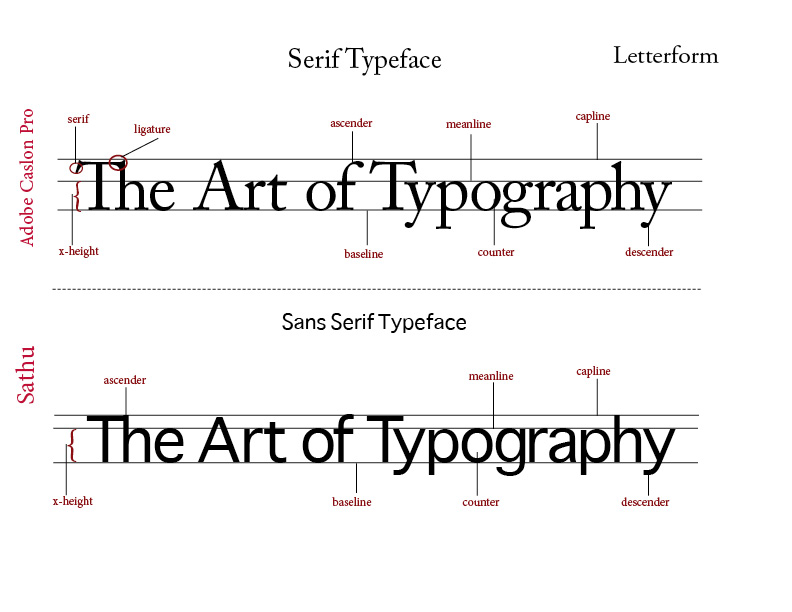 Serif Typeface
Letterform
Adobe Caslon Pro
serif
ligature
ascender
meanline
capline
The Art of Typography
x-height
baseline
counter
descender
Sans Serif Typeface
Sathu
ascender
meanline
capline
The Art of Typography
x-height
baseline
counter
descender